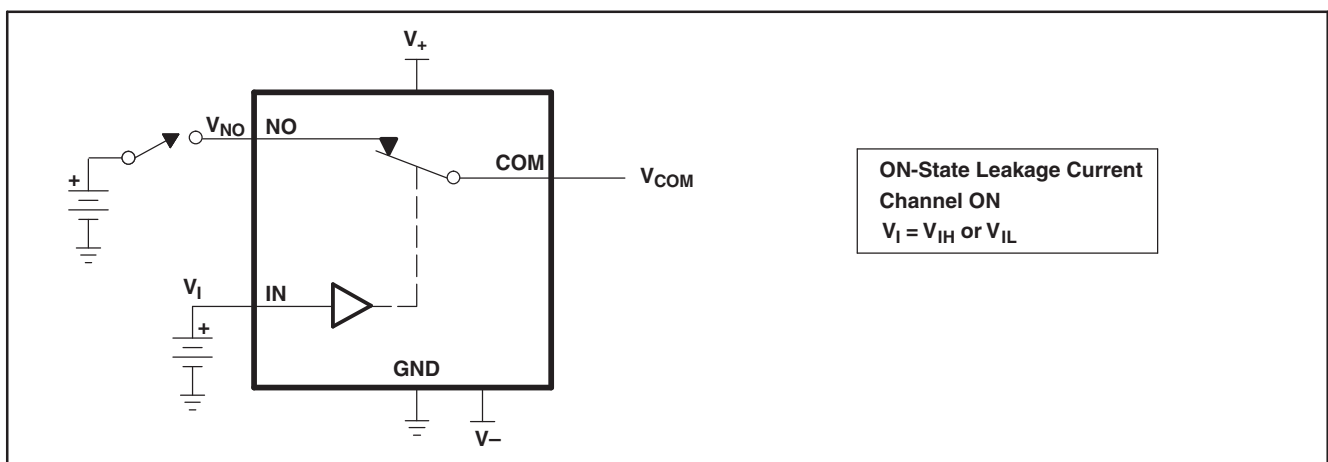 V+
VNO NO
+
COM
VCOM
ON-State Leakage Current
Channel ON
VI = VIH or VIL
VI IN
+
GND
V–